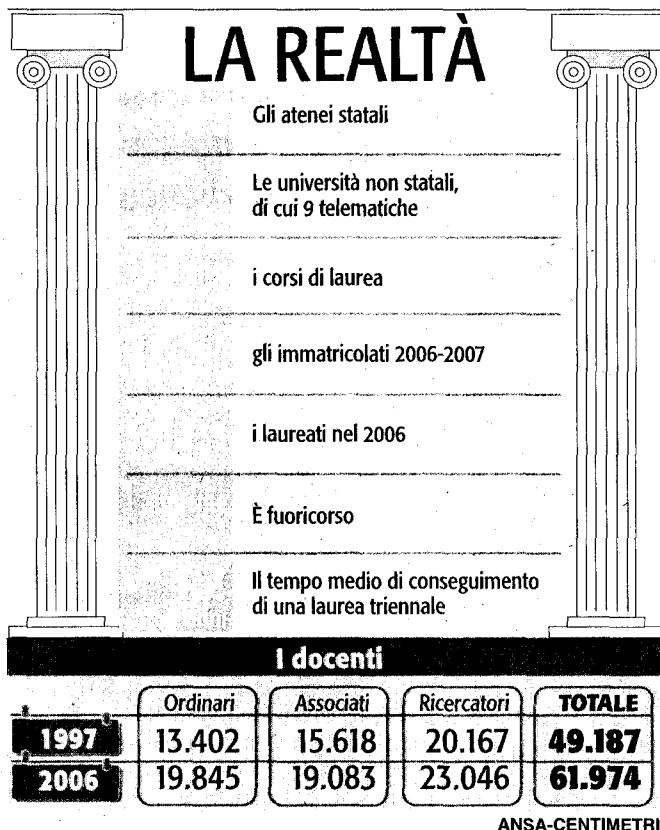 LA REALTÀ
Gli atenei statali
Le università non statali,
di cui 9 telematiche
i corsi di laurea
gli immatricolati 2006-2007
i laureati nel 2006
È fuoricorso
Il tempo medio di conseguimento
di una laurea triennale
I docenti
Ordinari Associati Ricercatori TOTALE
1997 13.402 15.618 20.167 49.187
2006 19.845 19.083 23.046 61.974
ANSA-CENTIMETRI